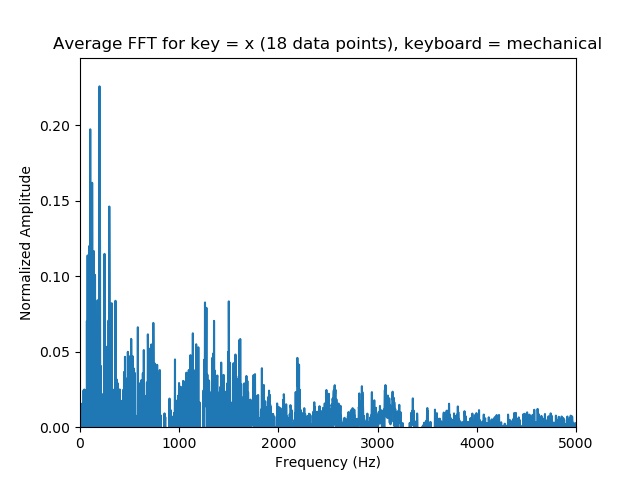 Average FFT for key = x (18 data points), keyboard = mechanical
Normalized Amplitude
0.20
0.15
0.10
0.05
0.00
0 1000 2000 3000 4000 5000
Frequency (Hz)